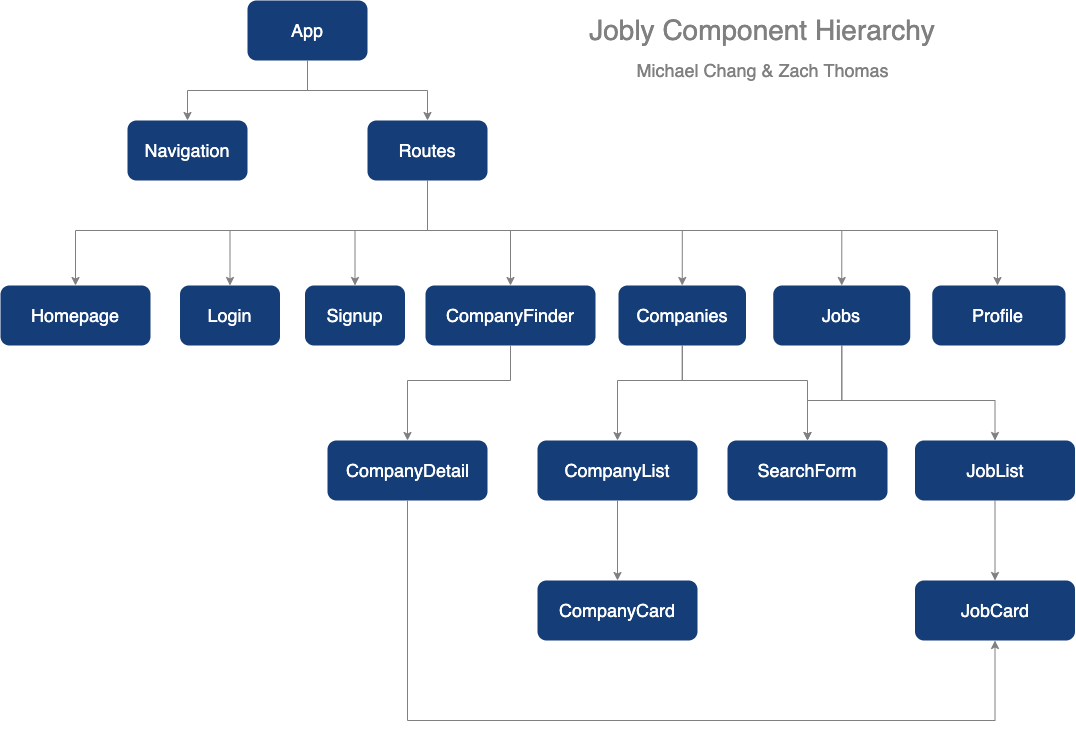 Jobly Component Hierarchy
Michael Chang & Zach Thomas
App
Navigation
Routes
Homepage
Login
Signup
CompanyFinder
Companies
Jobs
Profile
CompanyDetail
CompanyList
SearchForm
JobList
CompanyCard
JobCard